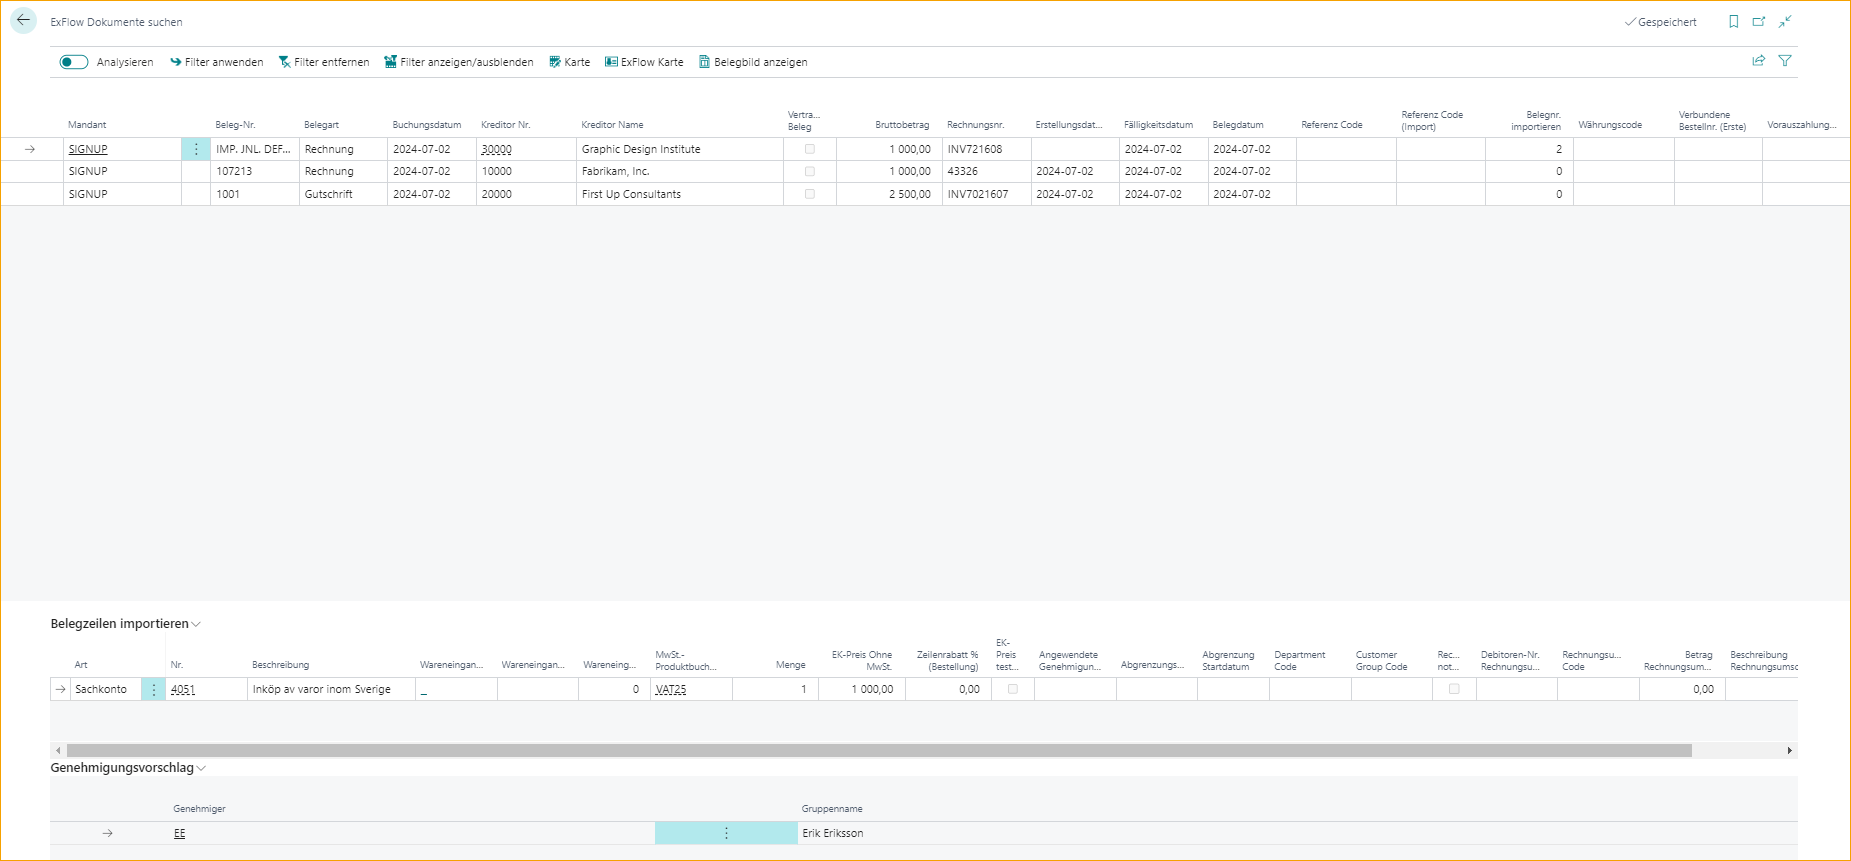 ExFlow Dokumente suchen
Gespeichert
Analysieren Filter anwenden Filter entfernen Filter anzeigen/ausblenden Karte ExFlow Karte Belegbild anzeigen
Mandant Beleg-Nr. Belegart Buchungsdatum Kreditor Nr. Kreditor Name Vertra... Beleg Bruttobetrag Rechnungsnr. Erstellungsdat... Fälligkeitsdatum Belegdatum Referenz Code Referenz Code (Import) Belegnr. importieren Währungscode Verbundene Bestellnr. (Erste) Vorauszahlung...
SIGNUP IMP. JNL. DEF... Rechnung 2024-07-02 30000 Graphic Design Institute 1 000,00 INV721608 2024-07-02 2024-07-02 2
SIGNUP 107213 Rechnung 2024-07-02 10000 Fabrikam, Inc. 1 000,00 43326 2024-07-02 2024-07-02 2024-07-02 0
SIGNUP 1001 Gutschrift 2024-07-02 20000 First Up Consultants 2 500,00 INV7021607 2024-07-02 2024-07-02 2024-07-02 0
Belegzeilen importieren
Art Nr. Beschreibung Wareneingan... Wareneingan... Wareneing... MwSt.-Produktbuch... Menge EK-Preis Ohne MwSt. Zeilenrabatt % (Bestellung) EK-Preis test... Angewendete Genehmigun... Abgrenzungs... Abgrenzung Startdatum Department Code Customer Group Code Rec... not... Debitoren-Nr. Rechnungsu... Rechnungsu... Code Betrag Rechnungsum... Beschreibung Rechnungsumsc
Sachkonto 4051 Inköp av varor inom Sverige _ 0 VAT25 1 1 000,00 0,00 0,00
Genehmigungsvorschlag
Genehmiger Gruppenname
EE Erik Eriksson